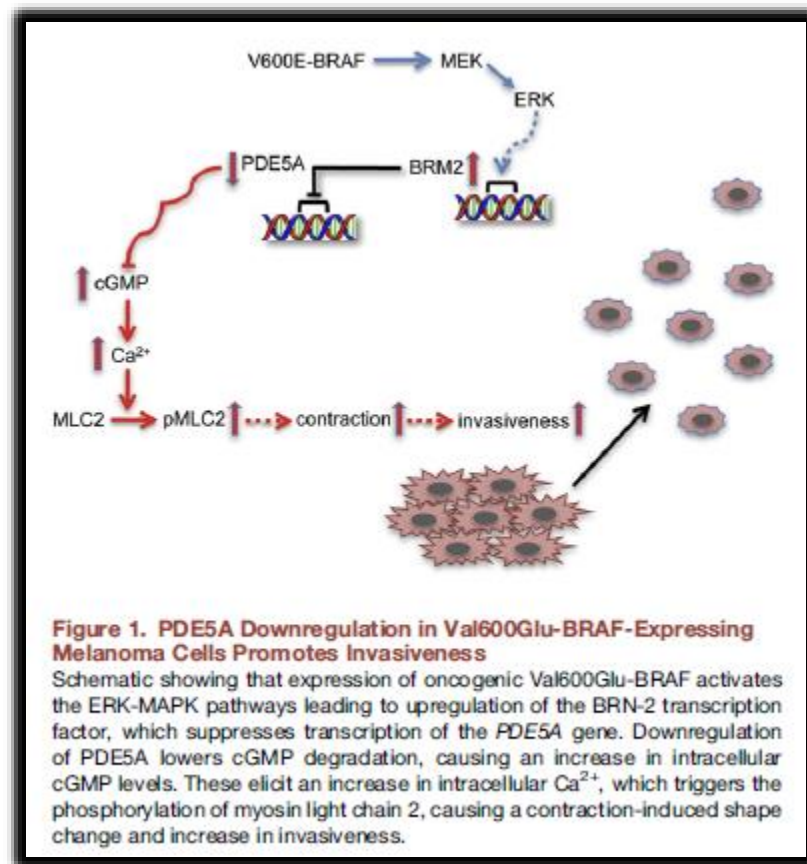 V600E-BRAF MEK
ERK
PDE5A BRM2
cGMP
Ca²⁺
MLC2 pMLC2 contraction invasiveness
Figure 1. PDE5A Downregulation in Val600Glu-BRAF-Expressing
Melanoma Cells Promotes Invasiveness
Schematic showing that expression of oncogenic Val600Glu-BRAF activates
the ERK-MAPK pathways leading to upregulation of the BRN-2 transcription
factor, which suppresses transcription of the PDE5A gene. Downregulation
of PDE5A lowers cGMP degradation, causing an increase in intracellular
cGMP levels. These elicit an increase in intracellular Ca²⁺, which triggers the
phosphorylation of myosin light chain 2, causing a contraction-induced shape
change and increase in invasiveness.